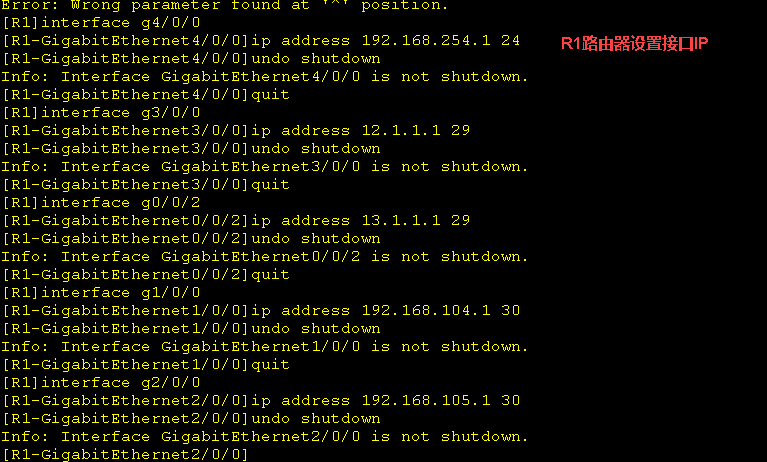 Error: Wrong parameter found at '^' position.
[R1]interface g4/0/0
[R1-GigabitEthernet4/0/0]ip address 192.168.254.1 24
R1路由器设置接口IP
[R1-GigabitEthernet4/0/0]undo shutdown
Info: Interface GigabitEthernet4/0/0 is not shutdown.
[R1-GigabitEthernet4/0/0]quit
[R1]interface g3/0/0
[R1-GigabitEthernet3/0/0]ip address 12.1.1.1 29
[R1-GigabitEthernet3/0/0]undo shutdown
Info: Interface GigabitEthernet3/0/0 is not shutdown.
[R1-GigabitEthernet3/0/0]quit
[R1]interface g0/0/2
[R1-GigabitEthernet0/0/2]ip address 13.1.1.1 29
[R1-GigabitEthernet0/0/2]undo shutdown
Info: Interface GigabitEthernet0/0/2 is not shutdown.
[R1-GigabitEthernet0/0/2]quit
[R1]interface g1/0/0
[R1-GigabitEthernet1/0/0]ip address 192.168.104.1 30
[R1-GigabitEthernet1/0/0]undo shutdown
Info: Interface GigabitEthernet1/0/0 is not shutdown.
[R1-GigabitEthernet1/0/0]quit
[R1]interface g2/0/0
[R1-GigabitEthernet2/0/0]ip address 192.168.105.1 30
[R1-GigabitEthernet2/0/0]undo shutdown
Info: Interface GigabitEthernet2/0/0 is not shutdown.
[R1-GigabitEthernet2/0/0]